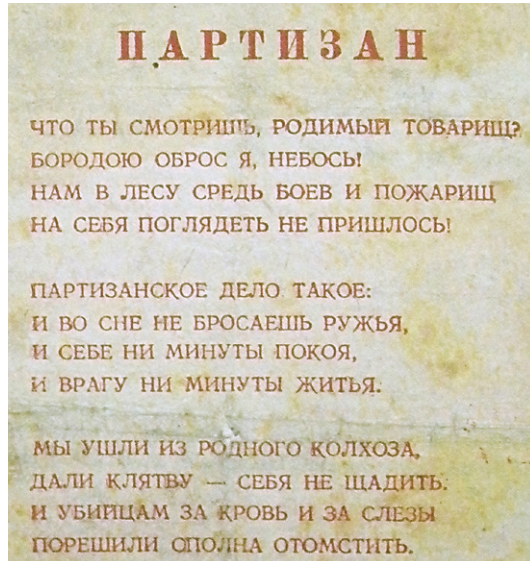 ПАРТИЗАН
ЧТО ТЫ СМОТРИШЬ, РОДИМЫЙ ТОВАРИЩ?
БОРОДОЮ ОБРОС Я, НЕБОСЬ!
НАМ В ЛЕСУ СРЕДЬ БОЕВ И ПОЖАРИЩ
НА СЕБЯ ПОГЛЯДЕТЬ НЕ ПРИШЛОСЬ!
ПАРТИЗАНСКОЕ ДЕЛО ТАКОЕ:
И ВО СНЕ НЕ БРОСАЕШЬ РУЖЬЯ,
И СЕБЕ НИ МИНУТЫ ПОКОЯ,
И ВРАГУ НИ МИНУТЫ ЖИТЬЯ.
МЫ УШЛИ ИЗ РОДНОГО КОЛХОЗА,
ДАЛИ КЛЯТВУ — СЕБЯ НЕ ЩАДИТЬ:
И УБИЙЦАМ ЗА КРОВЬ И ЗА СЛЕЗЫ
ПОРЕШИЛИ СПОЛНА ОТОМСТИТЬ.